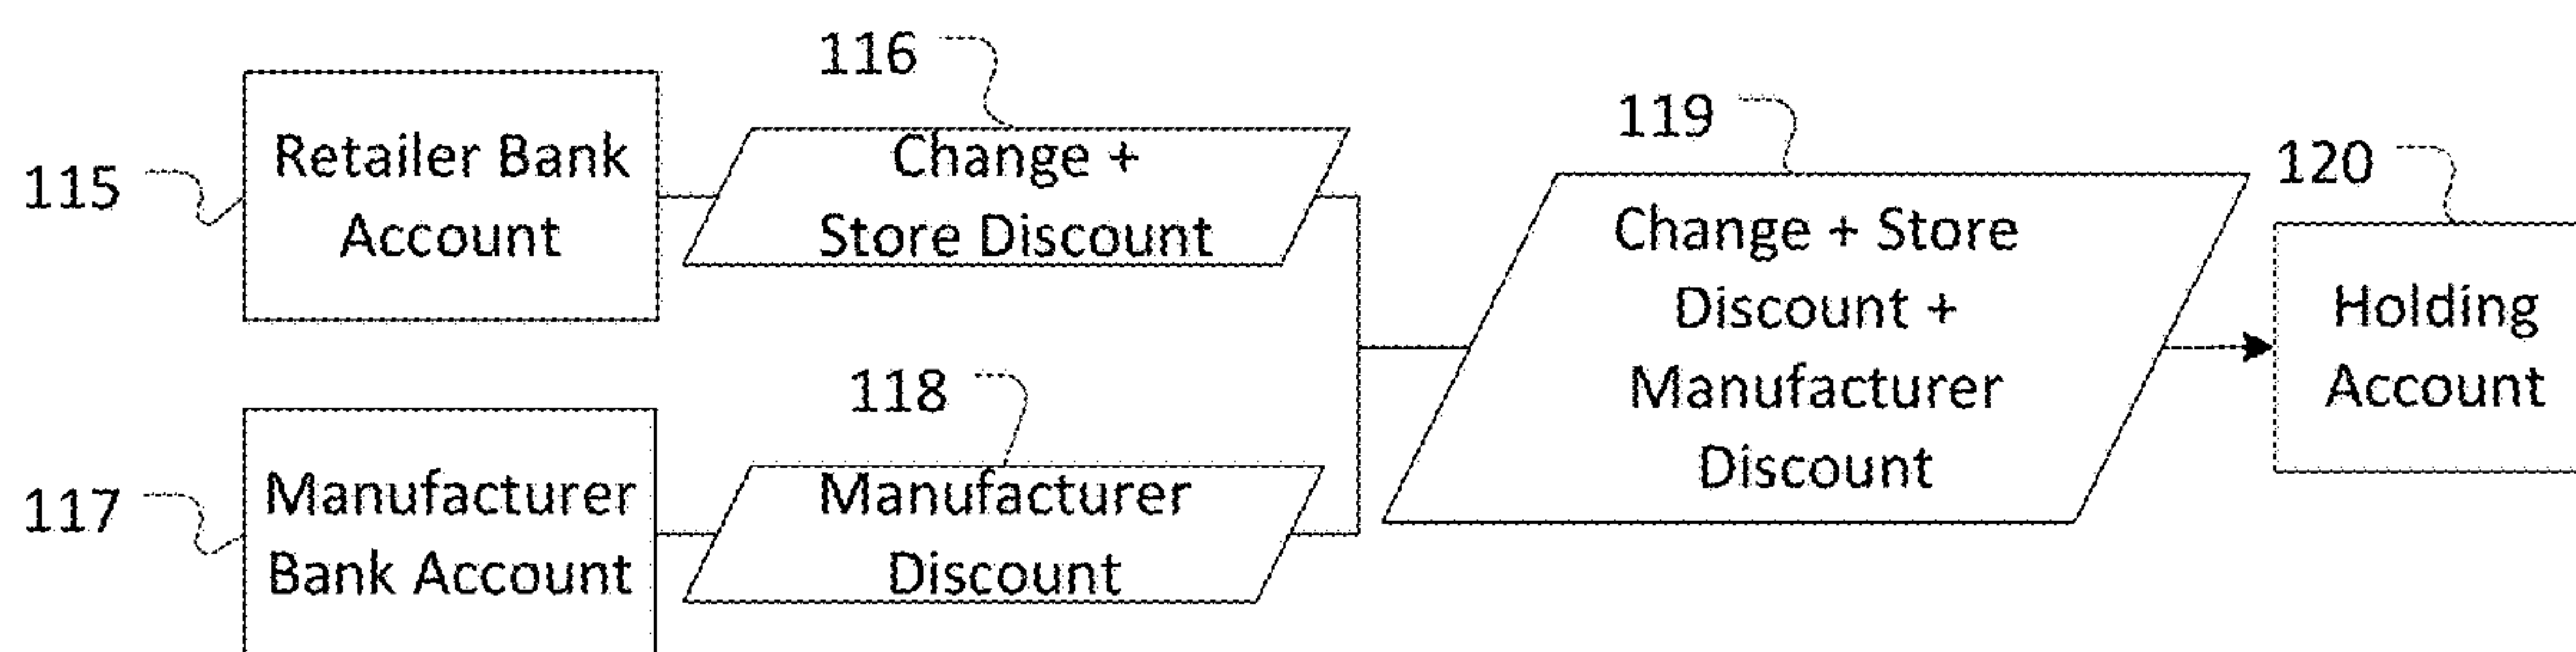 116
Change +
Store Discount
115
Retailer Bank
Account
119
Change + Store
Discount +
Manufacturer
Discount
120
Holding
Account
118
Manufacturer
Discount
117
Manufacturer
Bank Account